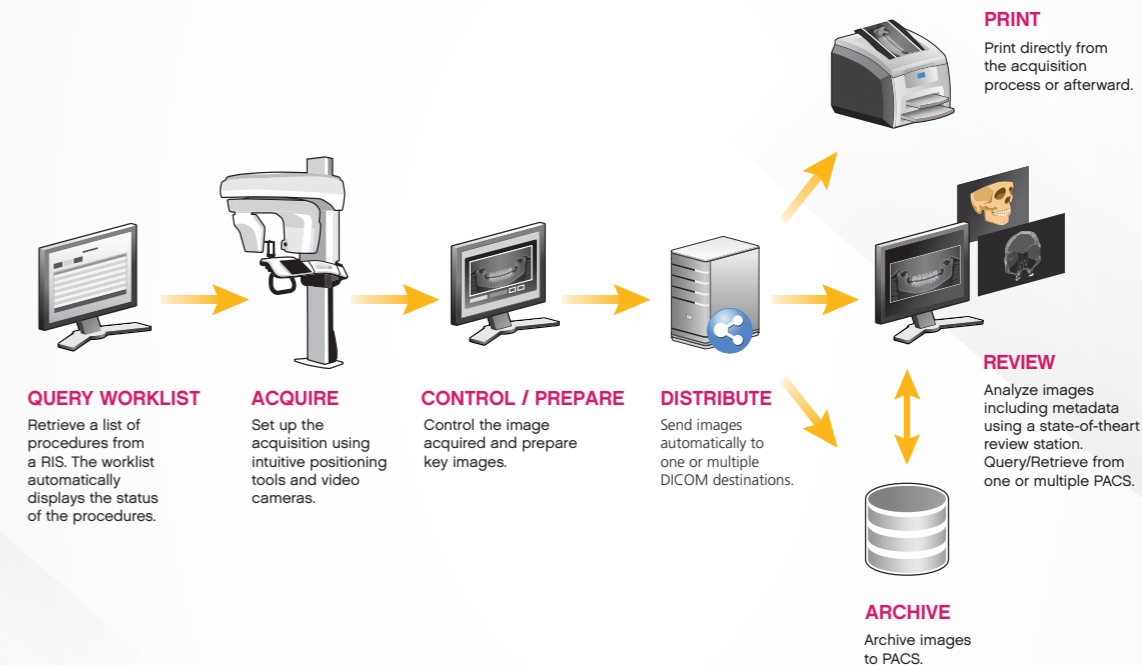 PRINT
Print directly from
the acquisition
process or afterward.
QUERY WORKLIST
Retrieve a list of
procedures from
a RIS. The worklist
automatically
displays the status
of the procedures.
ACQUIRE
Set up the
acquisition using
intuitive positioning
tools and video
cameras.
CONTROL / PREPARE
Control the image
acquired and prepare
key images.
DISTRIBUTE
Send images
automatically to
one or multiple
DICOM destinations.
REVIEW
Analyze images
including metadata
using a state-of-theart
review station.
Query/Retrieve from
one or multiple PACS.
ARCHIVE
Archive images
to PACS.